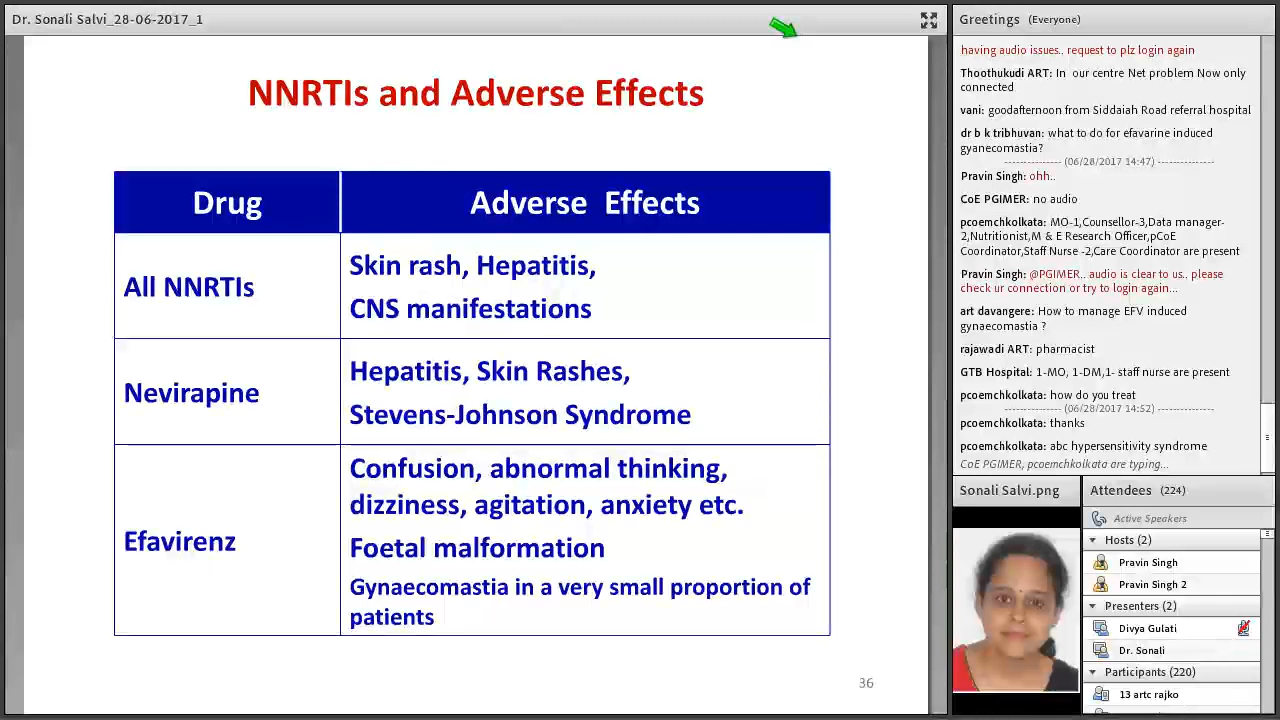 Dr. Sonali Salvi_28-06-2017_1
NNRTIs and Adverse Effects
Drug
Adverse Effects
All NNRTIs
Skin rash, Hepatitis,
CNS manifestations
Nevirapine
Hepatitis, Skin Rashes,
Stevens-Johnson Syndrome
Efavirenz
Confusion, abnormal thinking,
dizziness, agitation, anxiety etc.
Foetal malformation
Gynaecomastia in a very small proportion of
patients
36
Greetings (Everyone)
having audio issues.. request to plz login again
Thoothukudi ART: In our centre Net problem Now only
connected
vani: goodafternoon from Siddaiah Road referral hospital
dr b k tribhuvan: what to do for efavarine induced
gyanecomastia?
---------------- (06/28/2017 14:47) ----------------
Pravin Singh: ohh..
CoE PGIMER: no audio
pcoemchkolkata: MO-1,Counsellor-3,Data manager-
2,Nutritionist,M & E Research Officer,pCoE
Coordinator,Staff Nurse -2,Care Coordinator are present
Pravin Singh: @PGIMER.. audio is clear to us.. please
check ur connection or try to login again...
art davangere: How to manage EFV induced
gynaecomastia ?
rajawadi ART: pharmacist
GTB Hospital: 1-MO, 1-DM,1- staff nurse are present
pcoemchkolkata: how do you treat
---------------- (06/28/2017 14:52) ----------------
pcoemchkolkata: thanks
pcoemchkolkata: abc hypersensitivity syndrome
CoE PGIMER, pcoemchkolkata are typing...
Sonali Salvi.png
Attendees (224)
Active Speakers
Hosts (2)
Pravin Singh
Pravin Singh 2
Presenters (2)
Divya Gulati
Dr. Sonali
Participants (220)
13 artc rajko